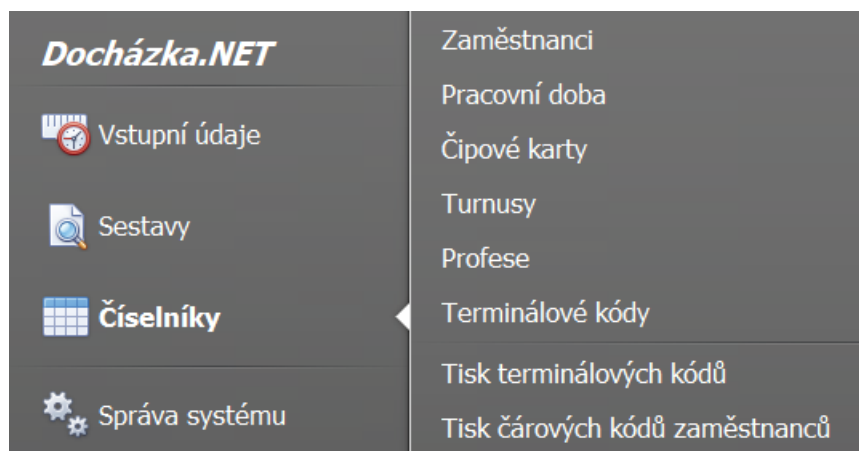 Docházka.NET
Vstupní údaje
Sestavy
Číselníky
Správa systému
Zaměstnanci
Pracovní doba
Čipové karty
Turnusy
Profese
Terminálové kódy
Tisk terminálových kódů
Tisk čárových kódů zaměstnanců